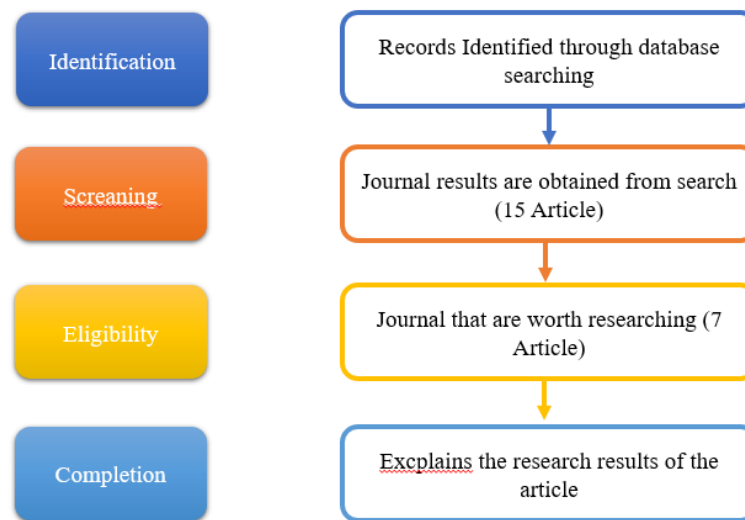 Identification
Records Identified through database
searching
Screaning
Journal results are obtained from search
(15 Article)
Eligibility
Journal that are worth researching (7
Article)
Completion
Excplains the research results of the
article